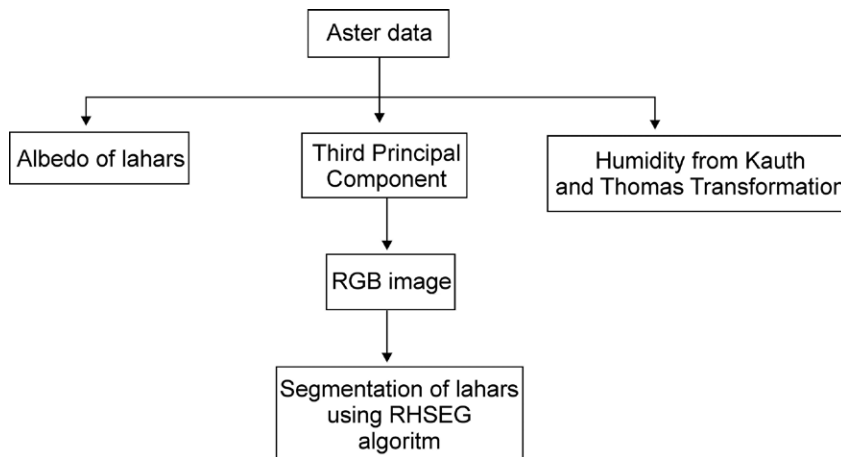 Aster data
Albedo of lahars
Third Principal
Component
Humidity from Kauth
and Thomas Transformation
RGB image
Segmentation of lahars
using RHSEG
algoritm